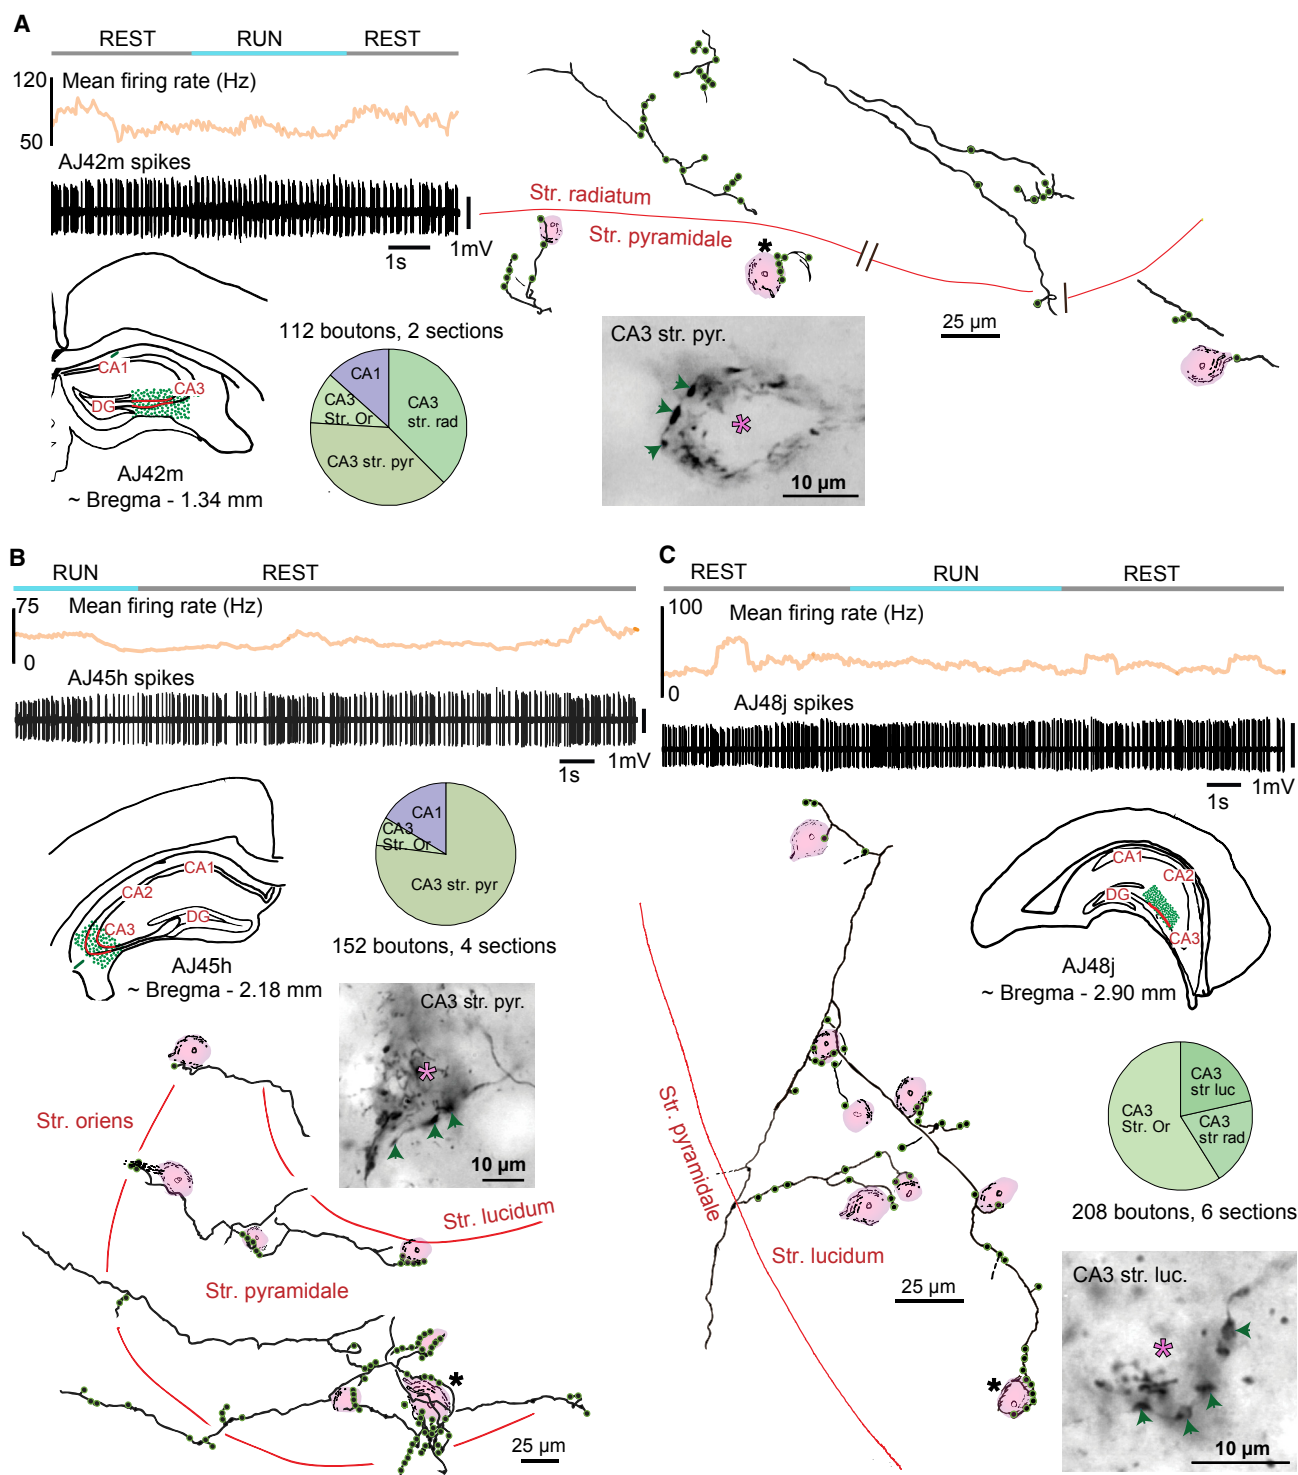 A
REST RUN REST
Mean firing rate (Hz)
120
50
AJ42m spikes
1s
1mV
Str. radiatum
Str. pyramidale
*
25 µm
CA1
CA3
DG
AJ42m
~ Bregma - 1.34 mm
112 boutons, 2 sections
CA1
CA3
Str. Or
CA3
str. rad
CA3 str. pyr
CA3 str. pyr.
*
10 µm
B
RUN REST
75
Mean firing rate (Hz)
0
AJ45h spikes
1s
1mV
CA1
CA2
CA3
DG
AJ45h
~ Bregma - 2.18 mm
CA1
CA3
Str. Or
CA3 str. pyr
152 boutons, 4 sections
CA3 str. pyr.
*
10 µm
Str. oriens
Str. lucidum
Str. pyramidale
*
25 µm
C
REST RUN REST
100
Mean firing rate (Hz)
0
AJ48j spikes
1s
1mV
CA1
CA2
DG
CA3
AJ48j
~ Bregma - 2.90 mm
Str. pyramidale
Str. lucidum
25 µm
*
CA3
str luc
CA3
Str. Or
CA3
str rad
208 boutons, 6 sections
CA3 str. luc.
*
10 µm